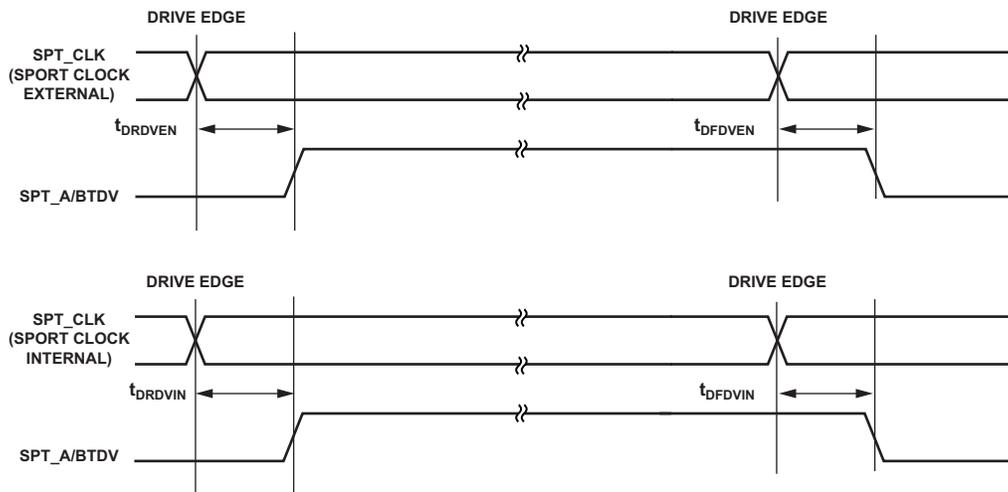 DRIVE EDGE
DRIVE EDGE
SPT_CLK
(SPORT CLOCK
EXTERNAL)
tDRDVEN
tDFDVEN
SPT_A/BTDV
DRIVE EDGE
DRIVE EDGE
SPT_CLK
(SPORT CLOCK
INTERNAL)
tDRDVIN
tDFDVIN
SPT_A/BTDV